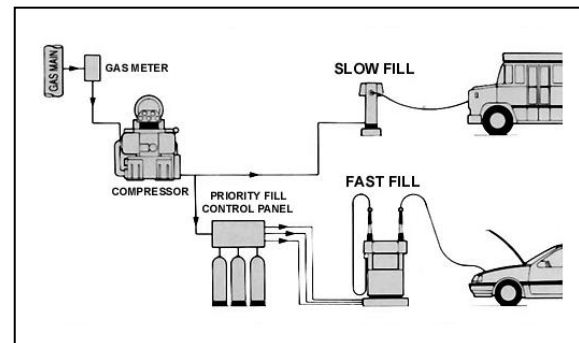 GAS MAIN
GAS METER
SLOW FILL
COMPRESSOR
PRIORITY FILL
CONTROL PANEL
FAST FILL